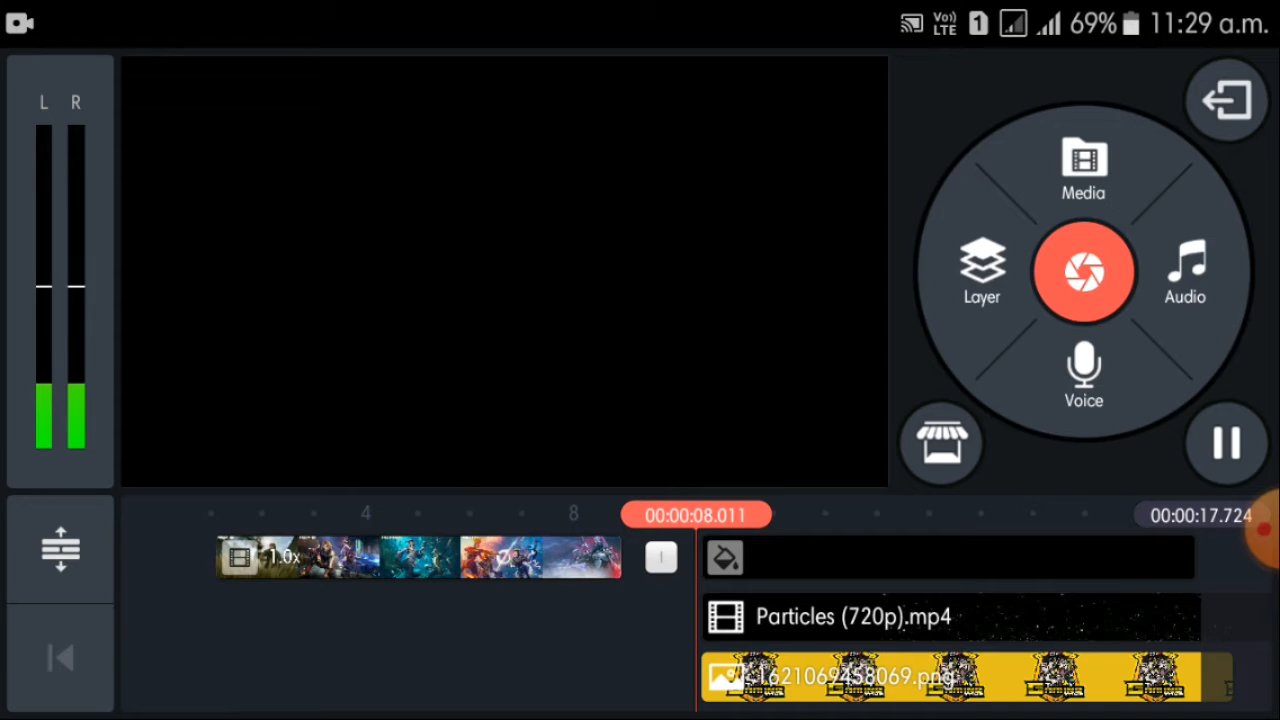 Vo)) LTE 1 69% 11:29 a.m.
L R
Media
Layer
Audio
Voice
4 8 00:00:08.011 00:00:17.724
1.0x
Particles (720p).mp4
1621069458069.png